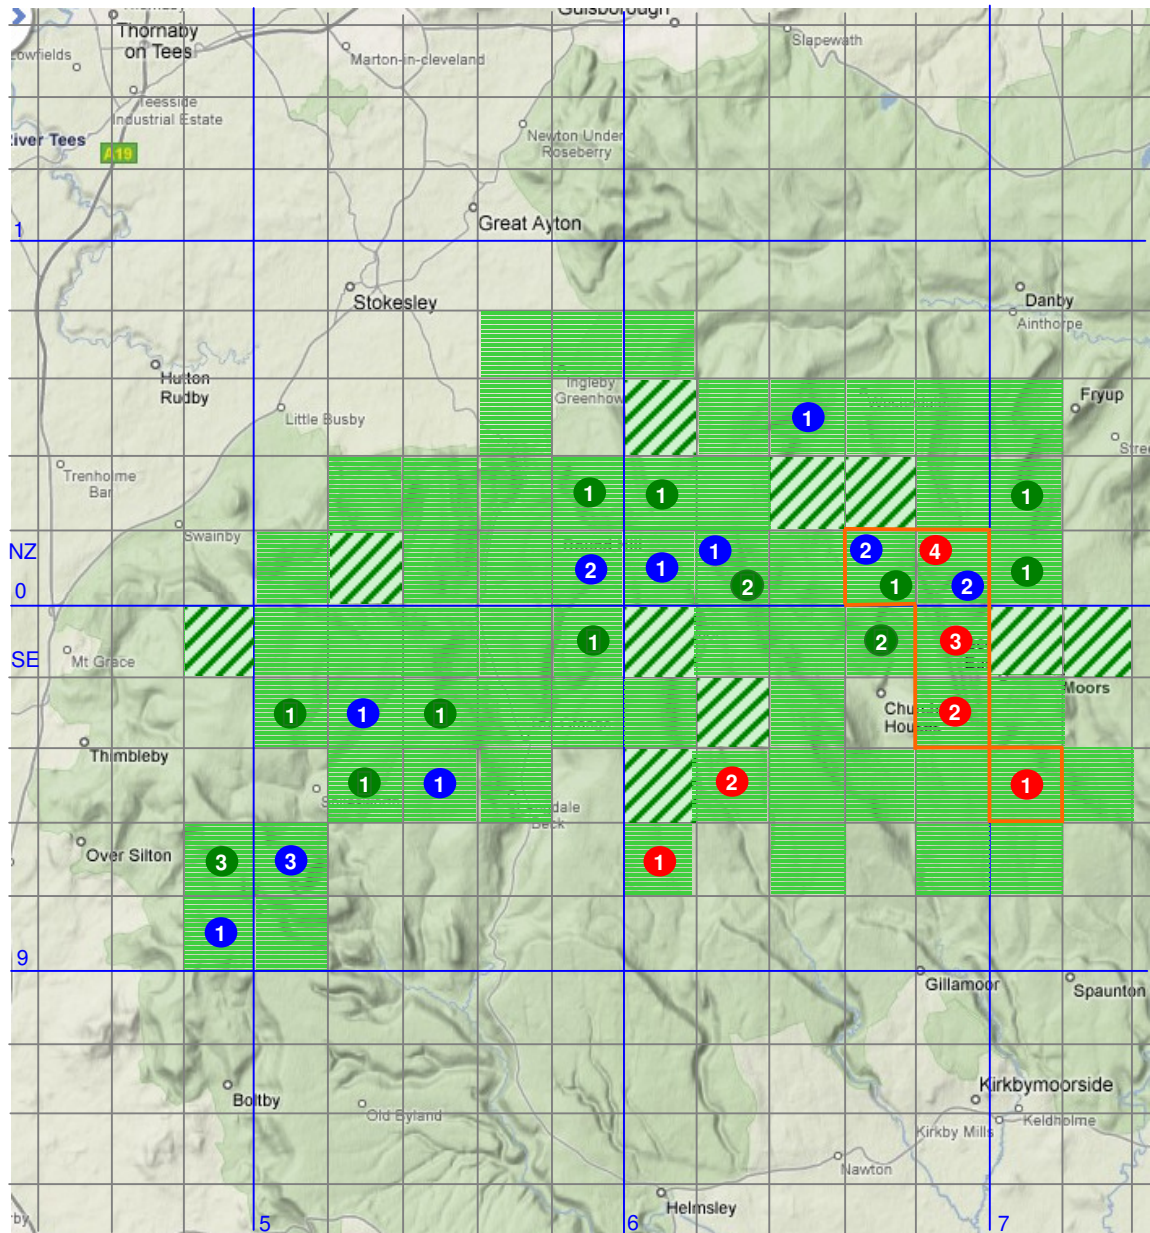 Guisborough
Thornaby
on Tees
Slapewath
Lowfields
Marton-in-cleveland
Teesside
Industrial Estate
River Tees
A19
Newton Under
Roseberry
Great Ayton
1
Danby
Ainthorpe
Stokesley
Hutton
Rudby
Ingleby
Greenhow
Fryup
Little Busby
1
Trenholme
Bar
1
1
1
Swainby
NZ
2
1
1
2
2
1
4
2
1
0
SE
Mt Grace
1
2
3
Moors
1
1
1
2
Church
Houses
Thimbleby
1
1
2
1
Over Silton
3
3
1
1
9
Gillamoor
Spaunton
Boltby
Old Byland
Kirkbymoorside
Keldholme
Kirkby Mills
Nawton
Helmsley
5
6
7